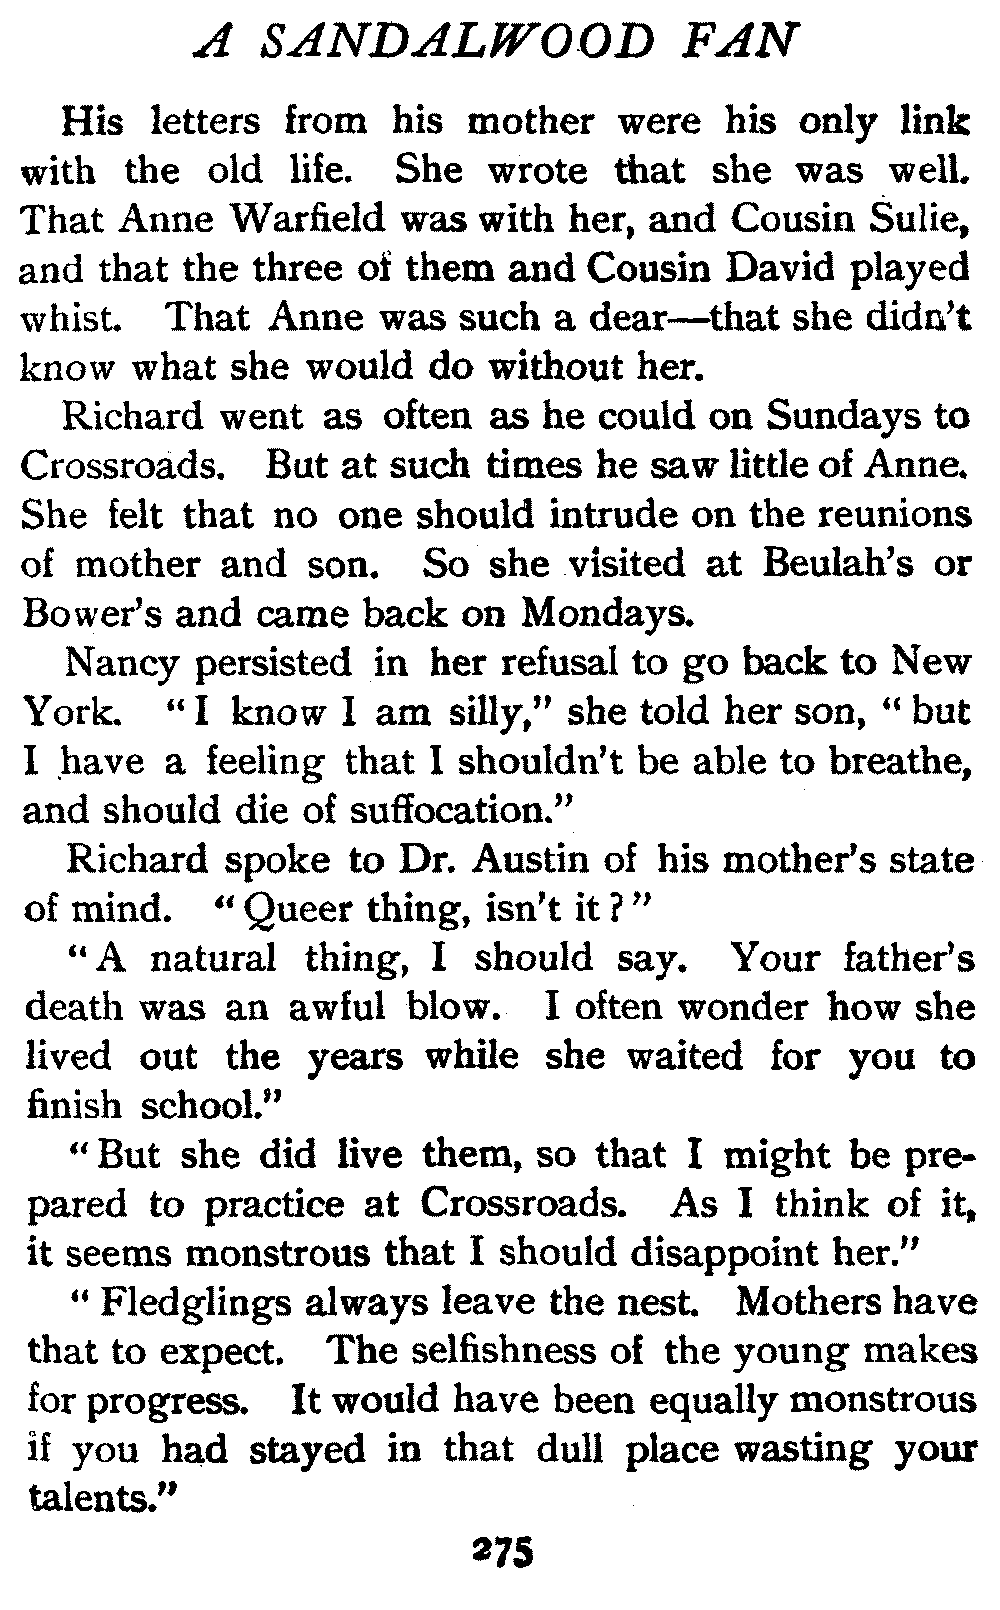 A SANDALWOOD FAN
His letters from his mother were his only link
with the old life. She wrote that she was well.
That Anne Warfield was with her, and Cousin Sulie,
and that the three of them and Cousin David played
whist. That Anne was such a dear—that she didn't
know what she would do without her.
Richard went as often as he could on Sundays to
Crossroads. But at such times he saw little of Anne.
She felt that no one should intrude on the reunions
of mother and son. So she visited at Beulah's or
Bower's and came back on Mondays.
Nancy persisted in her refusal to go back to New
York. "I know I am silly," she told her son, "but
I have a feeling that I shouldn't be able to breathe,
and should die of suffocation."
Richard spoke to Dr. Austin of his mother's state
of mind. "Queer thing, isn't it?"
"A natural thing, I should say. Your father's
death was an awful blow. I often wonder how she
lived out the years while she waited for you to
finish school."
"But she did live them, so that I might be pre-
pared to practice at Crossroads. As I think of it,
it seems monstrous that I should disappoint her."
"Fledglings always leave the nest. Mothers have
that to expect. The selfishness of the young makes
for progress. It would have been equally monstrous
if you had stayed in that dull place wasting your
talents."
275